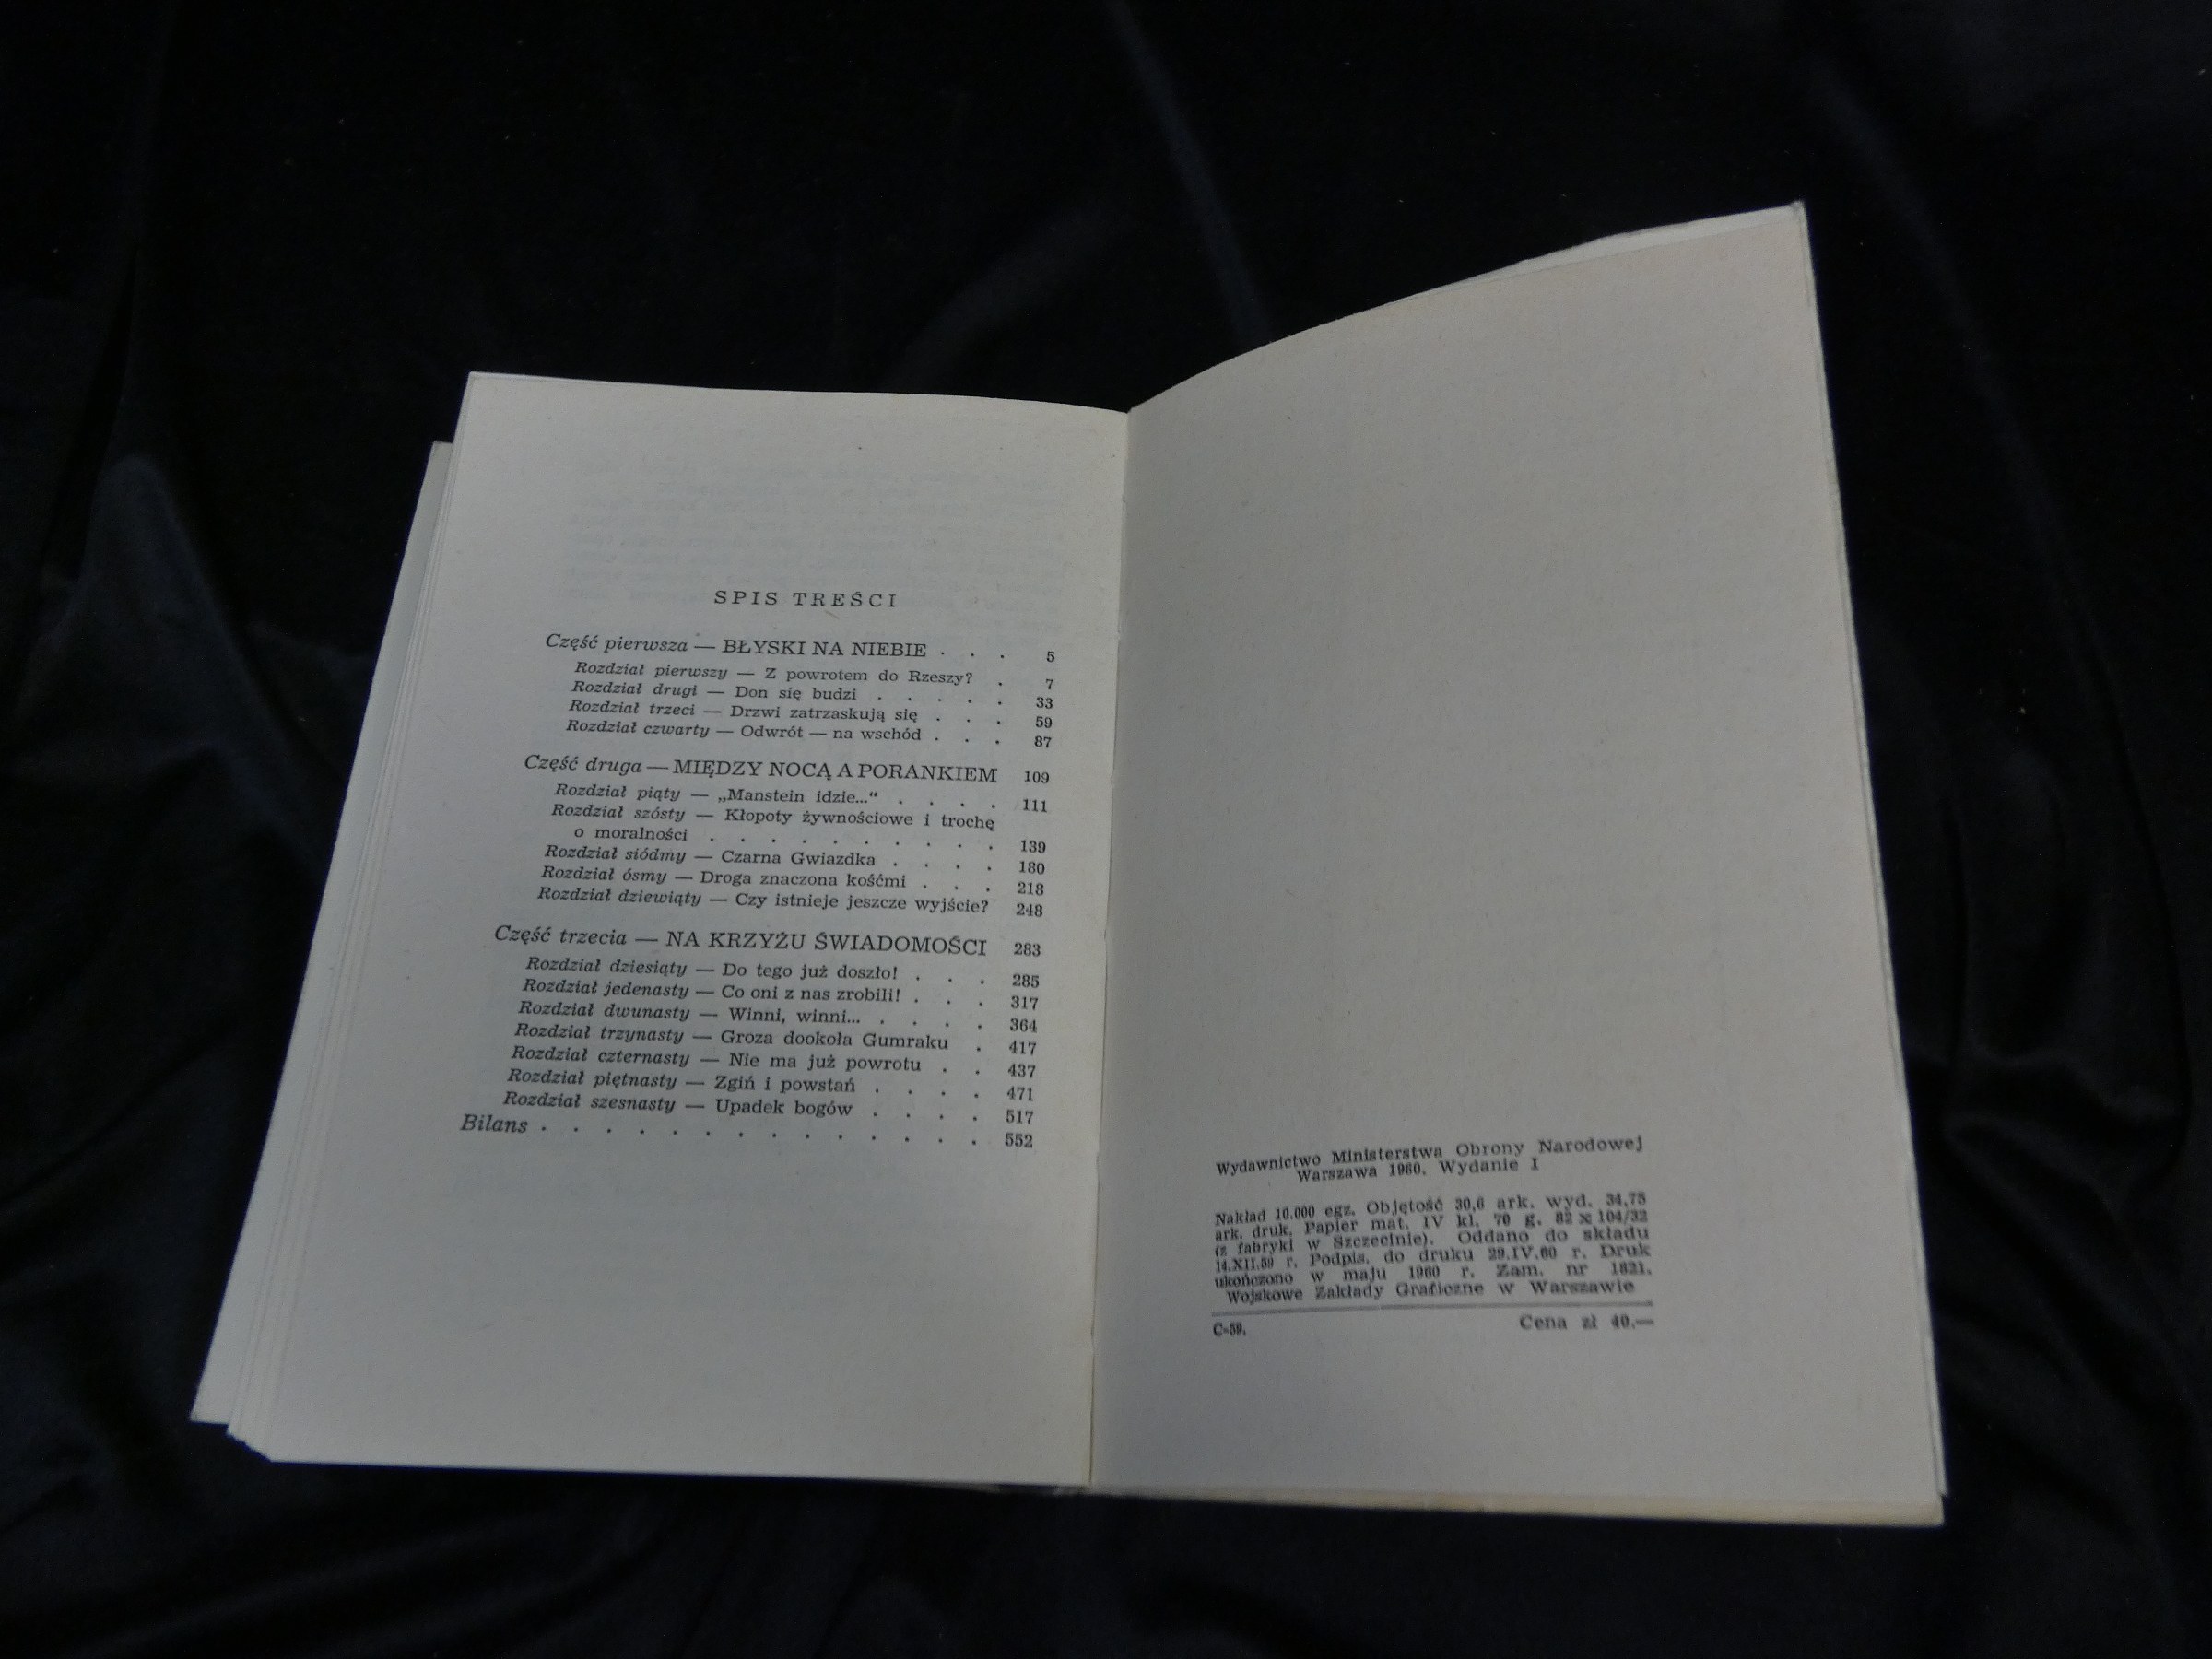 SPIS TREŚCI
Część pierwsza — BŁYSKI NA NIEBIE . . . 5
Rozdział pierwszy — Z powrotem do Rzeszy? . 7
Rozdział drugi — Don się budzi . . . . . 33
Rozdział trzeci — Drzwi zatrzaskują się . . . 59
Rozdział czwarty — Odwrót — na wschód . . . 87
Część druga — MIĘDZY NOCĄ A PORANKIEM 109
Rozdział piąty — „Manstein idzie...“ . . . . 111
Rozdział szósty — Kłopoty żywnościowe i trochę
o moralności . . . . . . . . . . 139
Rozdział siódmy — Czarna Gwiazdka . . . . 180
Rozdział ósmy — Droga znaczona kośćmi . . . 218
Rozdział dziewiąty — Czy istnieje jeszcze wyjście? 248
Część trzecia — NA KRZYŻU ŚWIADOMOŚCI 283
Rozdział dziesiąty — Do tego już doszło! . . . 285
Rozdział jedenasty — Co oni z nas zrobili! . . . 317
Rozdział dwunasty — Winni, winni... . . . . 364
Rozdział trzynasty — Groza dookoła Gumraku . 417
Rozdział czternasty — Nie ma już powrotu . . 437
Rozdział piętnasty — Zgiń i powstań . . . . 471
Rozdział szesnasty — Upadek bogów . . . . 517
Bilans . . . . . . . . . . . . . . 552
Wydawnictwo Ministerstwa Obrony Narodowej
Warszawa 1960. Wydanie I
Nakład 10.000 egz. Objętość 30,6 ark. wyd. 34,75
ark. druk. Papier mat. IV kl. 70 g. 82 x 104/32
(z fabryki w Szczecinie). Oddano do składu
14.XII.59 r. Podpis. do druku 29.IV.60 r. Druk
ukończono w maju 1960 r. Zam. nr 1821.
Wojskowe Zakłady Graficzne w Warszawie
C-59. Cena zł 40.—